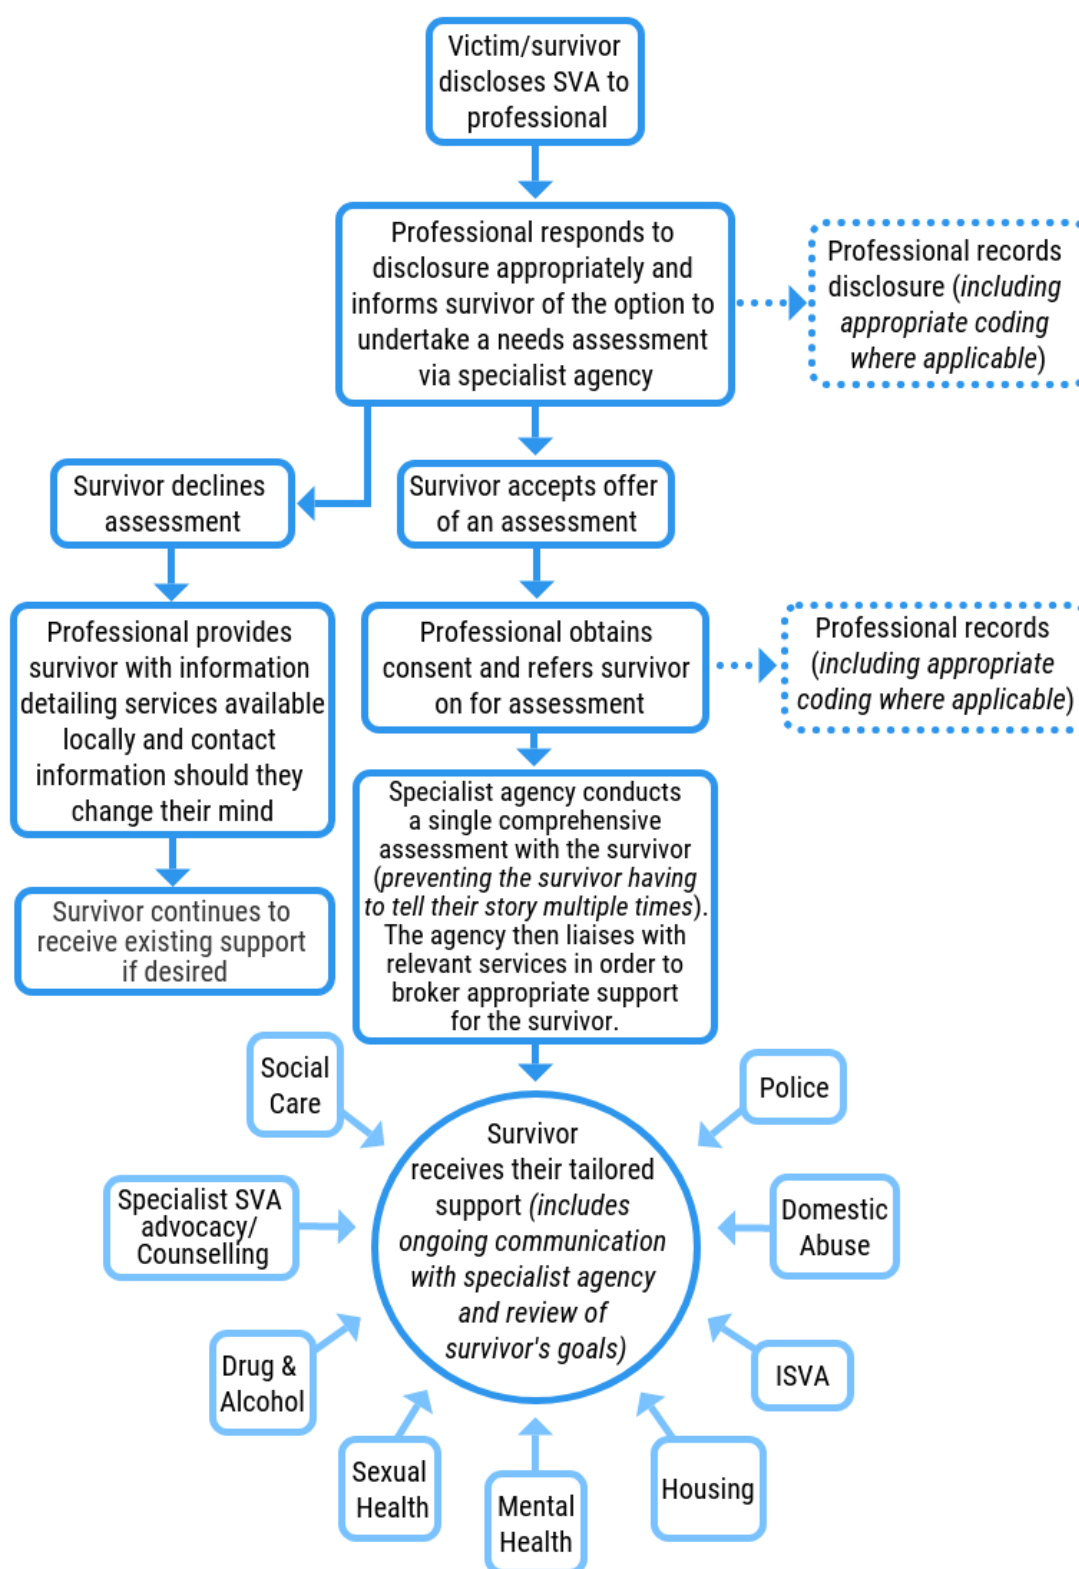 Victim/survivor
discloses SVA to
professional
Professional responds to
disclosure appropriately and
informs survivor of the option to
undertake a needs assessment
via specialist agency
Professional records
disclosure (including
appropriate coding
where applicable)
Survivor declines
assessment
Survivor accepts offer
of an assessment
Professional provides
survivor with information
detailing services available
locally and contact
information should they
change their mind
Professional obtains
consent and refers survivor
on for assessment
Professional records
(including appropriate
coding where applicable)
Survivor continues to
receive existing support
if desired
Specialist agency conducts
a single comprehensive
assessment with the survivor
(preventing the survivor having
to tell their story multiple times).
The agency then liaises with
relevant services in order to
broker appropriate support
for the survivor.
Social
Care
Police
Survivor
receives their tailored
support (includes
ongoing communication
with specialist agency
and review of
survivor's goals)
Specialist SVA
advocacy/
Counselling
Domestic
Abuse
Drug &
Alcohol
ISVA
Sexual
Health
Mental
Health
Housing